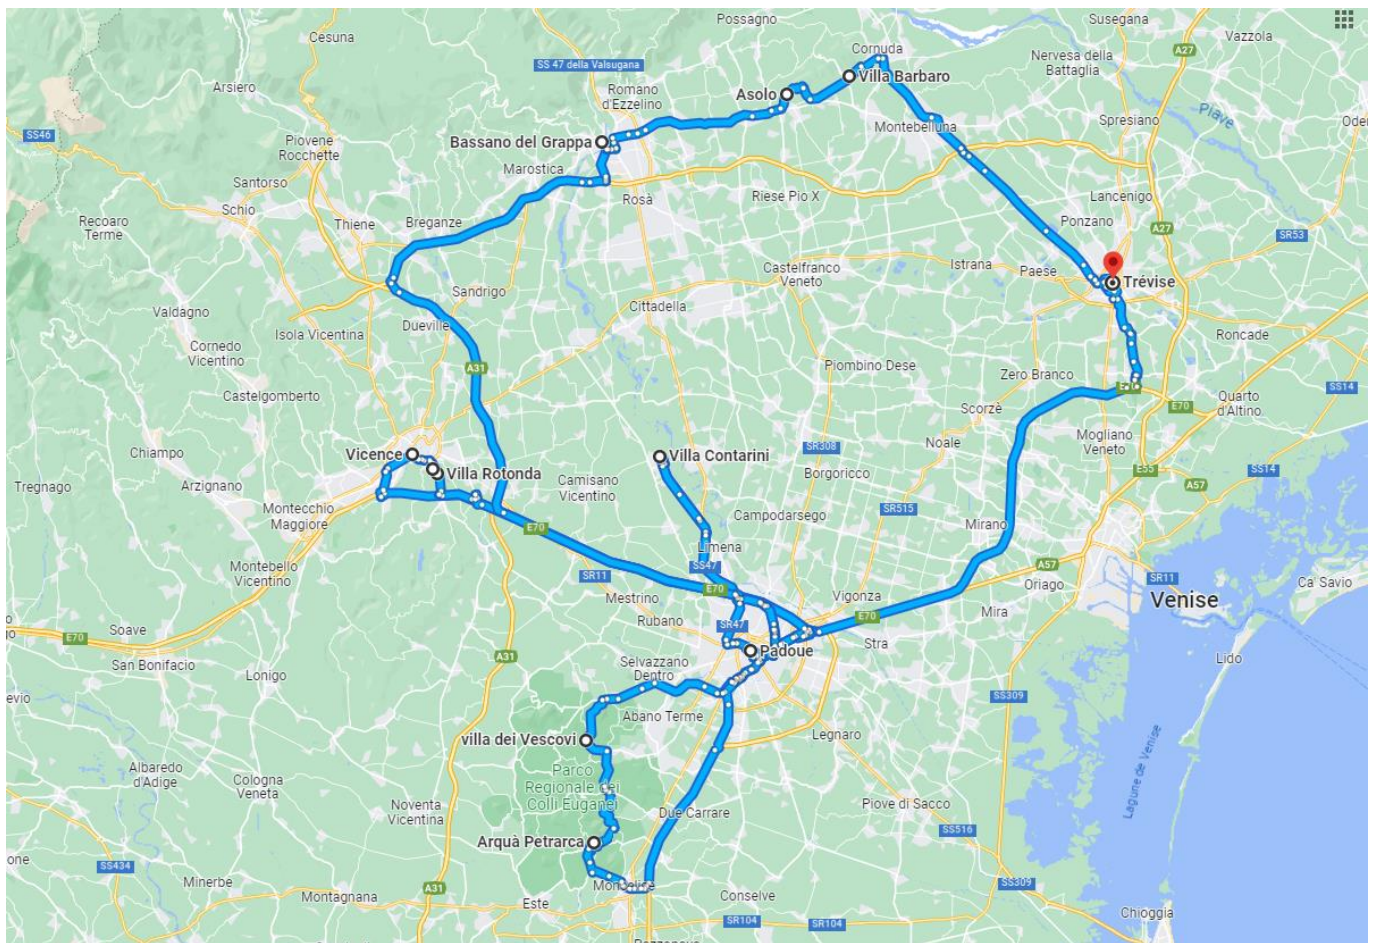 Possagno
Susegana
Vazzola
Cesuna
Cornuda
A27
Nervesa della
Battaglia
SS 47 della Valsugana
Villa Barbaro
Arsiero
Romano
d'Ezzelino
Asolo
Spresiano
Piave
SS46
Piovene
Rocchette
Bassano del Grappa
Montebelluna
Marostica
Santorso
Rosà
Riese Pio X
Lancenigo
Schio
Ponzano
Recoaro
Terme
Thiene
Breganze
A27
SR53
Castelfranco
Veneto
Istrana
Paese
Trévise
Sandrigo
Cittadella
Valdagno
Dueville
Isola Vicentina
Roncade
Cornedo
Vicentino
A31
Piombino Dese
Zero Branco
SS14
Castelgomberto
E70
Quarto
d'Altino
Scorzè
Mogliano
Veneto
Chiampo
Vicence
Villa Contarini
SR308
Noale
E55
SS14
Villa Rotonda
Borgoricco
Tregnago
Arzignano
Camisano
Vicentino
A57
Montecchio
Maggiore
SR515
Campodarsego
Mirano
E70
Limena
Montebello
Vicentino
SS47
A57
SR11
Oriago
SR11
Ca Savio
E70
Mestrino
Vigonza
Venise
Mira
E70
Rubano
SR47
E70
Soave
Stra
Padoue
San Bonifacio
A31
Selvazzano
Dentro
Lido
Lonigo
SS309
Abano Terme
villa dei Vescovi
Legnaro
Albaredo
d'Adige
Parco
Regionale dei
Colli Euganei
Cologna
Veneta
Lagune de Venise
Noventa
Vicentina
Due Carrare
Piove di Sacco
SS516
Arquà Petrarca
SS434
Minerbe
A31
Monselice
SS309
Montagnana
Este
Conselve
Chioggia
SR104
SR104